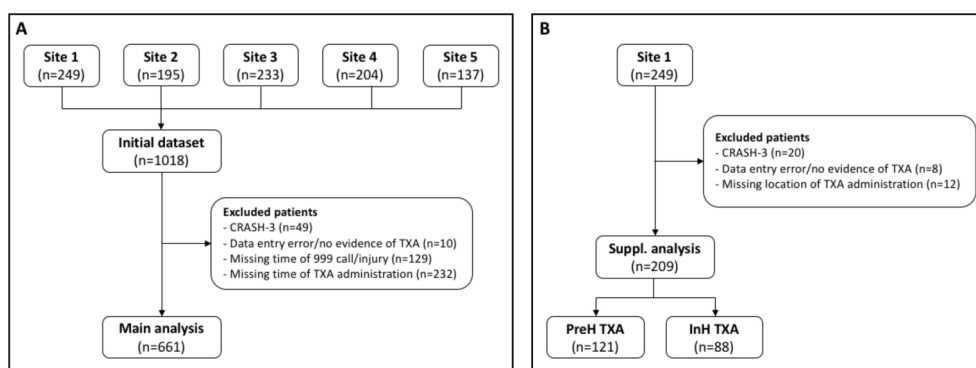 A
Site 1
(n=249)
Site 2
(n=195)
Site 3
(n=233)
Site 4
(n=204)
Site 5
(n=137)
Initial dataset
(n=1018)
Excluded patients
- CRASH-3 (n=49)
- Data entry error/no evidence of TXA (n=10)
- Missing time of 999 call/injury (n=129)
- Missing time of TXA administration (n=232)
Main analysis
(n=661)
B
Site 1
(n=249)
Excluded patients
- CRASH-3 (n=20)
- Data entry error/no evidence of TXA (n=8)
- Missing location of TXA administration (n=12)
Suppl. analysis
(n=209)
PreH TXA
(n=121)
InH TXA
(n=88)